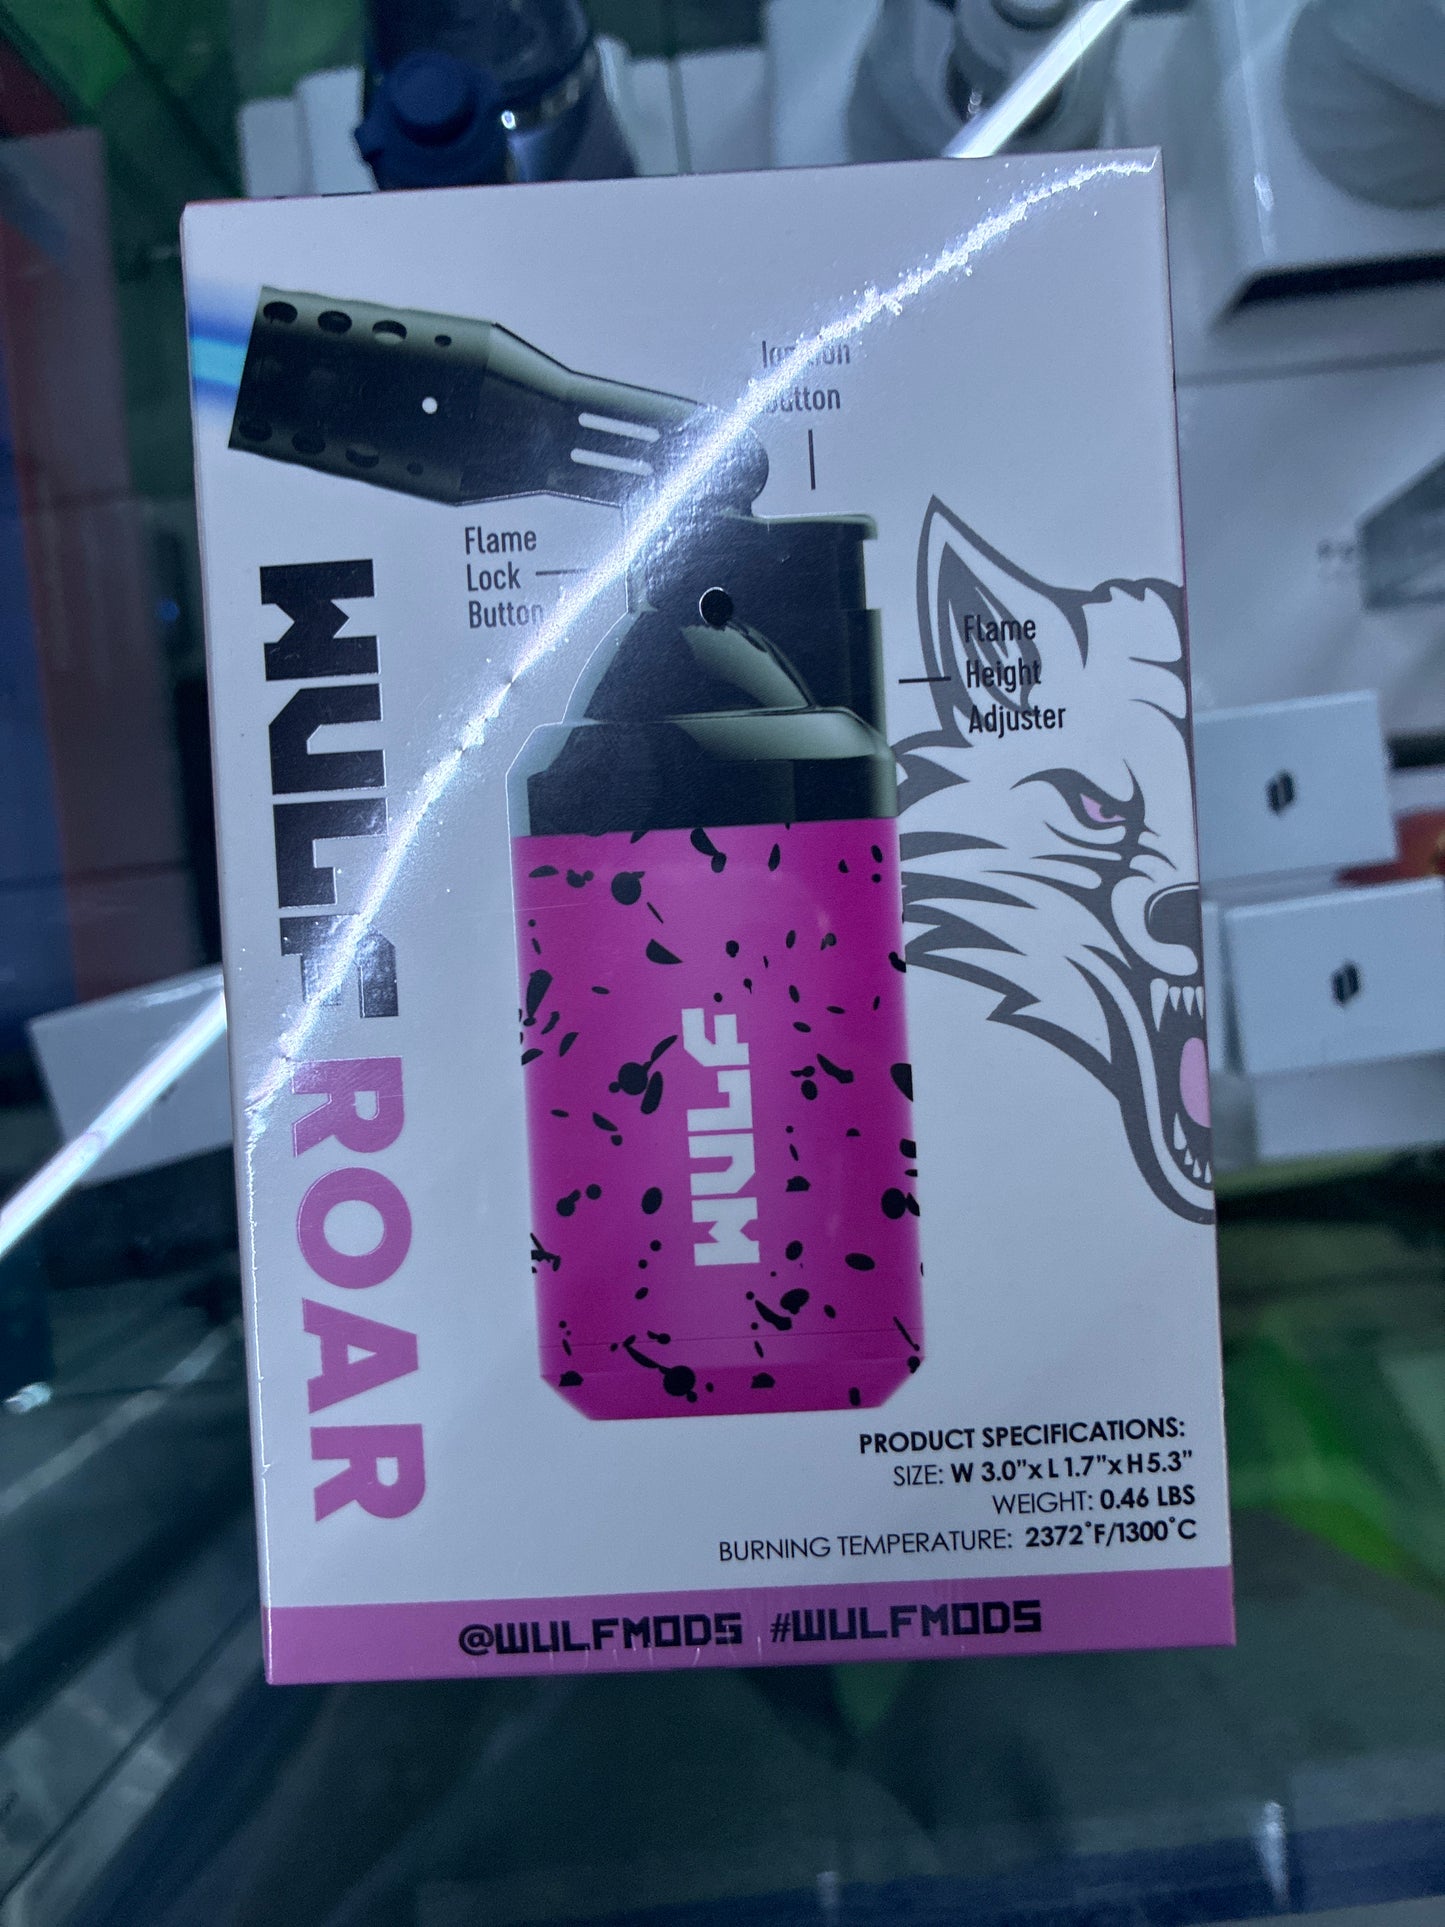 Ignition
Button
Flame
Lock
Button
Flame
Height
Adjuster
WULF ROAR
WULF
PRODUCT SPECIFICATIONS:
SIZE: W 3.0”x L 1.7”x H 5.3”
WEIGHT: 0.46 LBS
BURNING TEMPERATURE: 2372°F/1300°C
@WULFMODS #WULFMODS